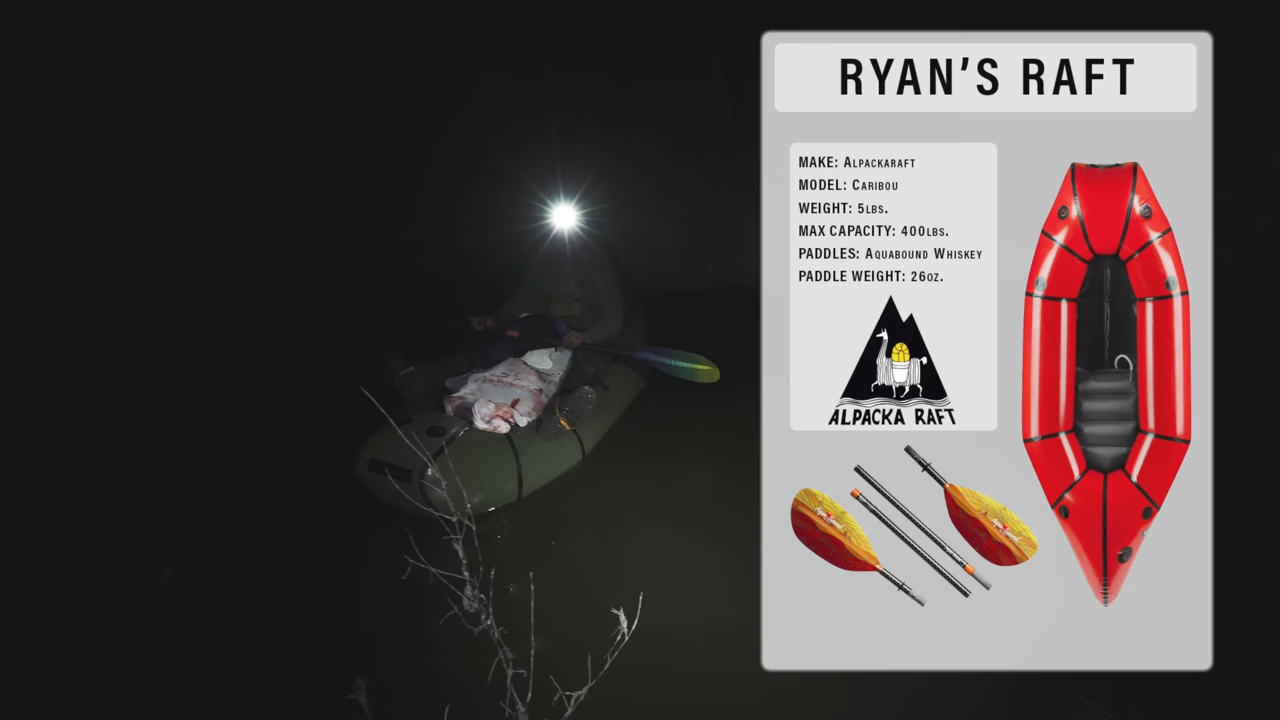 RYAN'S RAFT
MAKE: ALPACKARAFT
MODEL: CARIBOU
WEIGHT: 5LBS.
MAX CAPACITY: 400LBS.
PADDLES: AQUABOUND WHISKEY
PADDLE WEIGHT: 26OZ.
ALPACKA RAFT